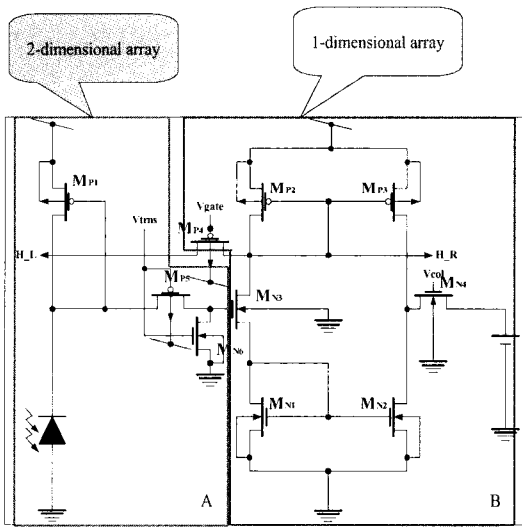 2-dimensional array
1-dimensional array
MP1
MP2
MP3
Vtrns
Vgate
MP4
H_L
H_R
MP5
Vcol
MN4
MN3
MN6
MN1
MN2
A
B